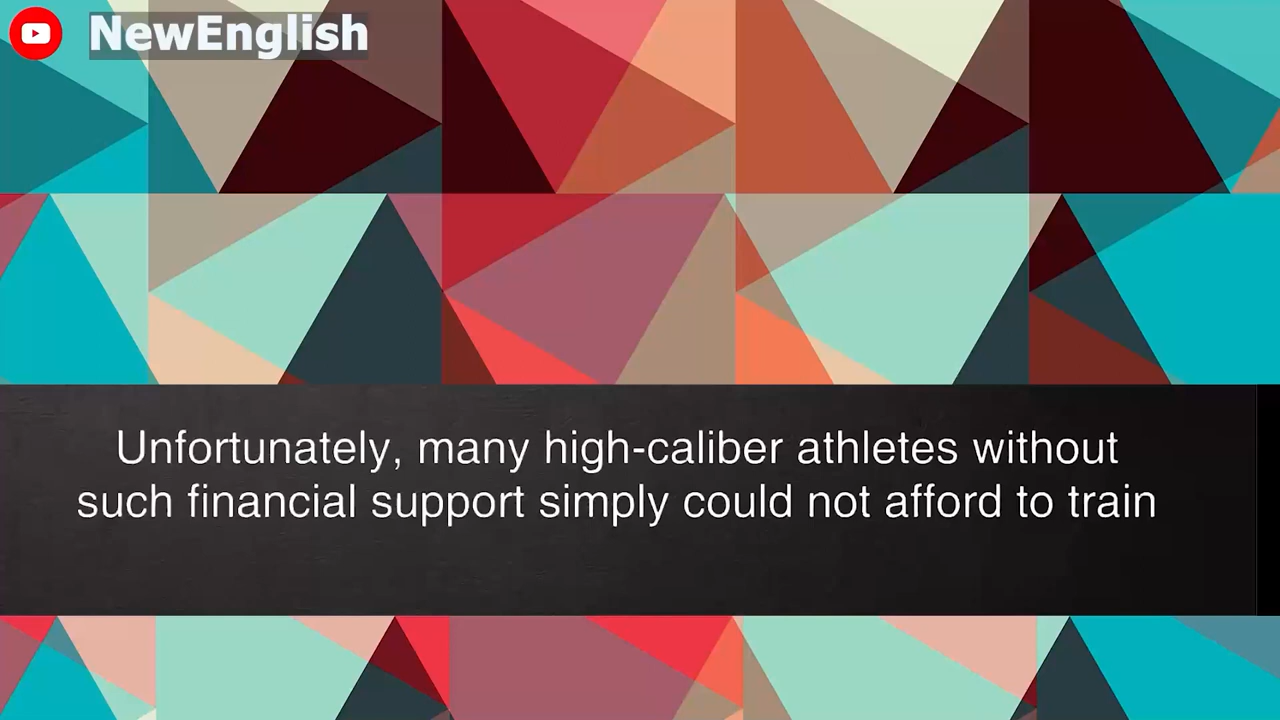 NewEnglish
Unfortunately, many high-caliber athletes without
such financial support simply could not afford to train